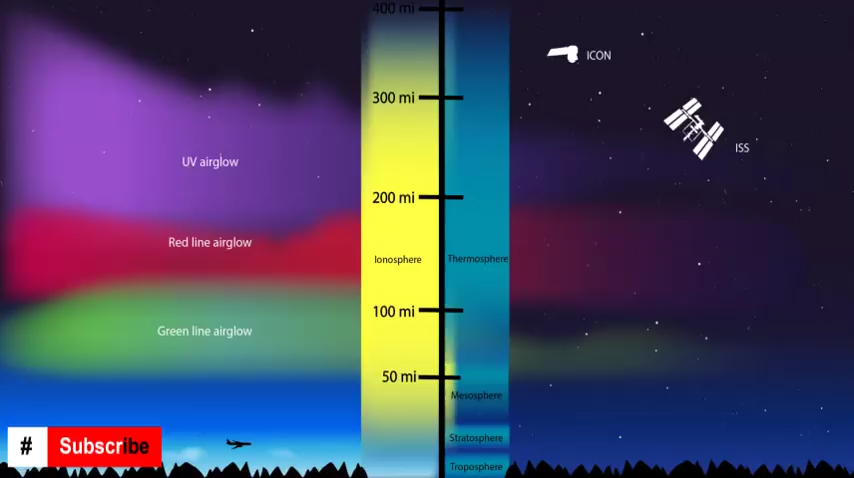 400 mi
ICON
300 mi
ISS
UV airglow
200 mi
Red line airglow
Ionosphere
Thermosphere
100 mi
Green line airglow
50 mi
Mesosphere
Stratosphere
# Subscribe
Troposphere